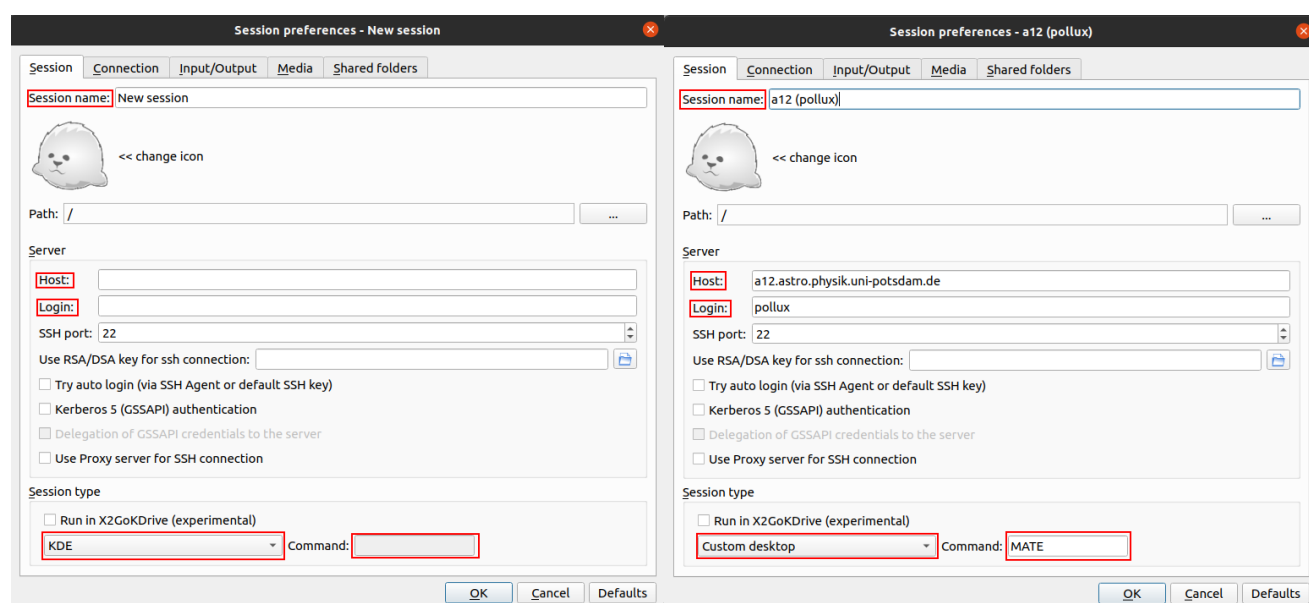 Session preferences - New session
Session Connection Input/Output Media Shared folders
Session name: New session
<< change icon
Path: / ...
Server
Host:
Login:
SSH port: 22
Use RSA/DSA key for ssh connection:
Try auto login (via SSH Agent or default SSH key)
Kerberos 5 (GSSAPI) authentication
Delegation of GSSAPI credentials to the server
Use Proxy server for SSH connection
Session type
Run in X2GoKDrive (experimental)
KDE Command:
OK Cancel Defaults
Session preferences - a12 (pollux)
Session Connection Input/Output Media Shared folders
Session name: a12 (pollux)
<< change icon
Path: / ...
Server
Host: a12.astro.physik.uni-potsdam.de
Login: pollux
SSH port: 22
Use RSA/DSA key for ssh connection:
Try auto login (via SSH Agent or default SSH key)
Kerberos 5 (GSSAPI) authentication
Delegation of GSSAPI credentials to the server
Use Proxy server for SSH connection
Session type
Run in X2GoKDrive (experimental)
Custom desktop Command: MATE
OK Cancel Defaults